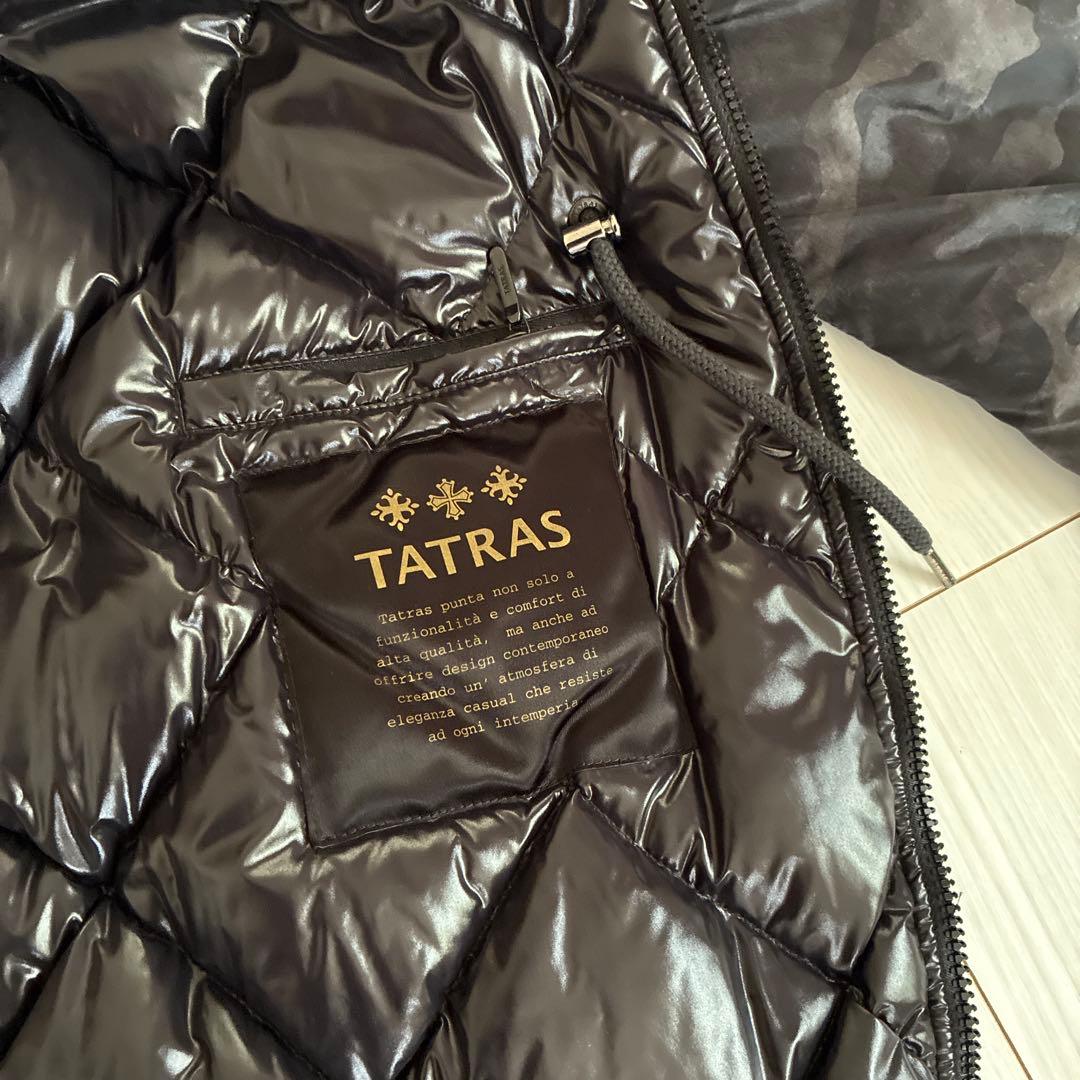 TATRAS
TATRAS
Tatras punta non solo a
funzionalità e comfort di
alta qualità, ma anche ad
offrire design contemporaneo
creando un' atmosfera di
eleganza casual che resiste
ad ogni